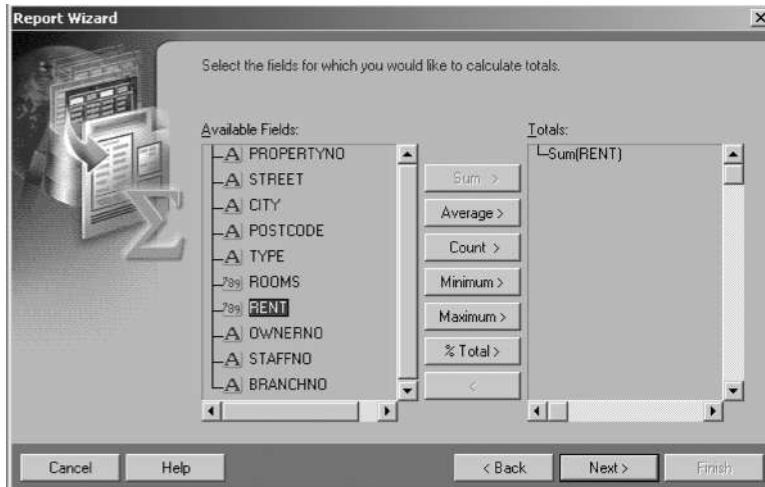 Report Wizard
Select the fields for which you would like to calculate totals.
Available Fields:
A PROPERTYNO
A STREET
A CITY
A POSTCODE
A TYPE
789 ROOMS
789 RENT
A OWNERNO
A STAFFNO
A BRANCHNO
Sum >
Average >
Count >
Minimum >
Maximum >
% Total >
<
Totals:
Sum(RENT)
Cancel Help < Back Next > Finish